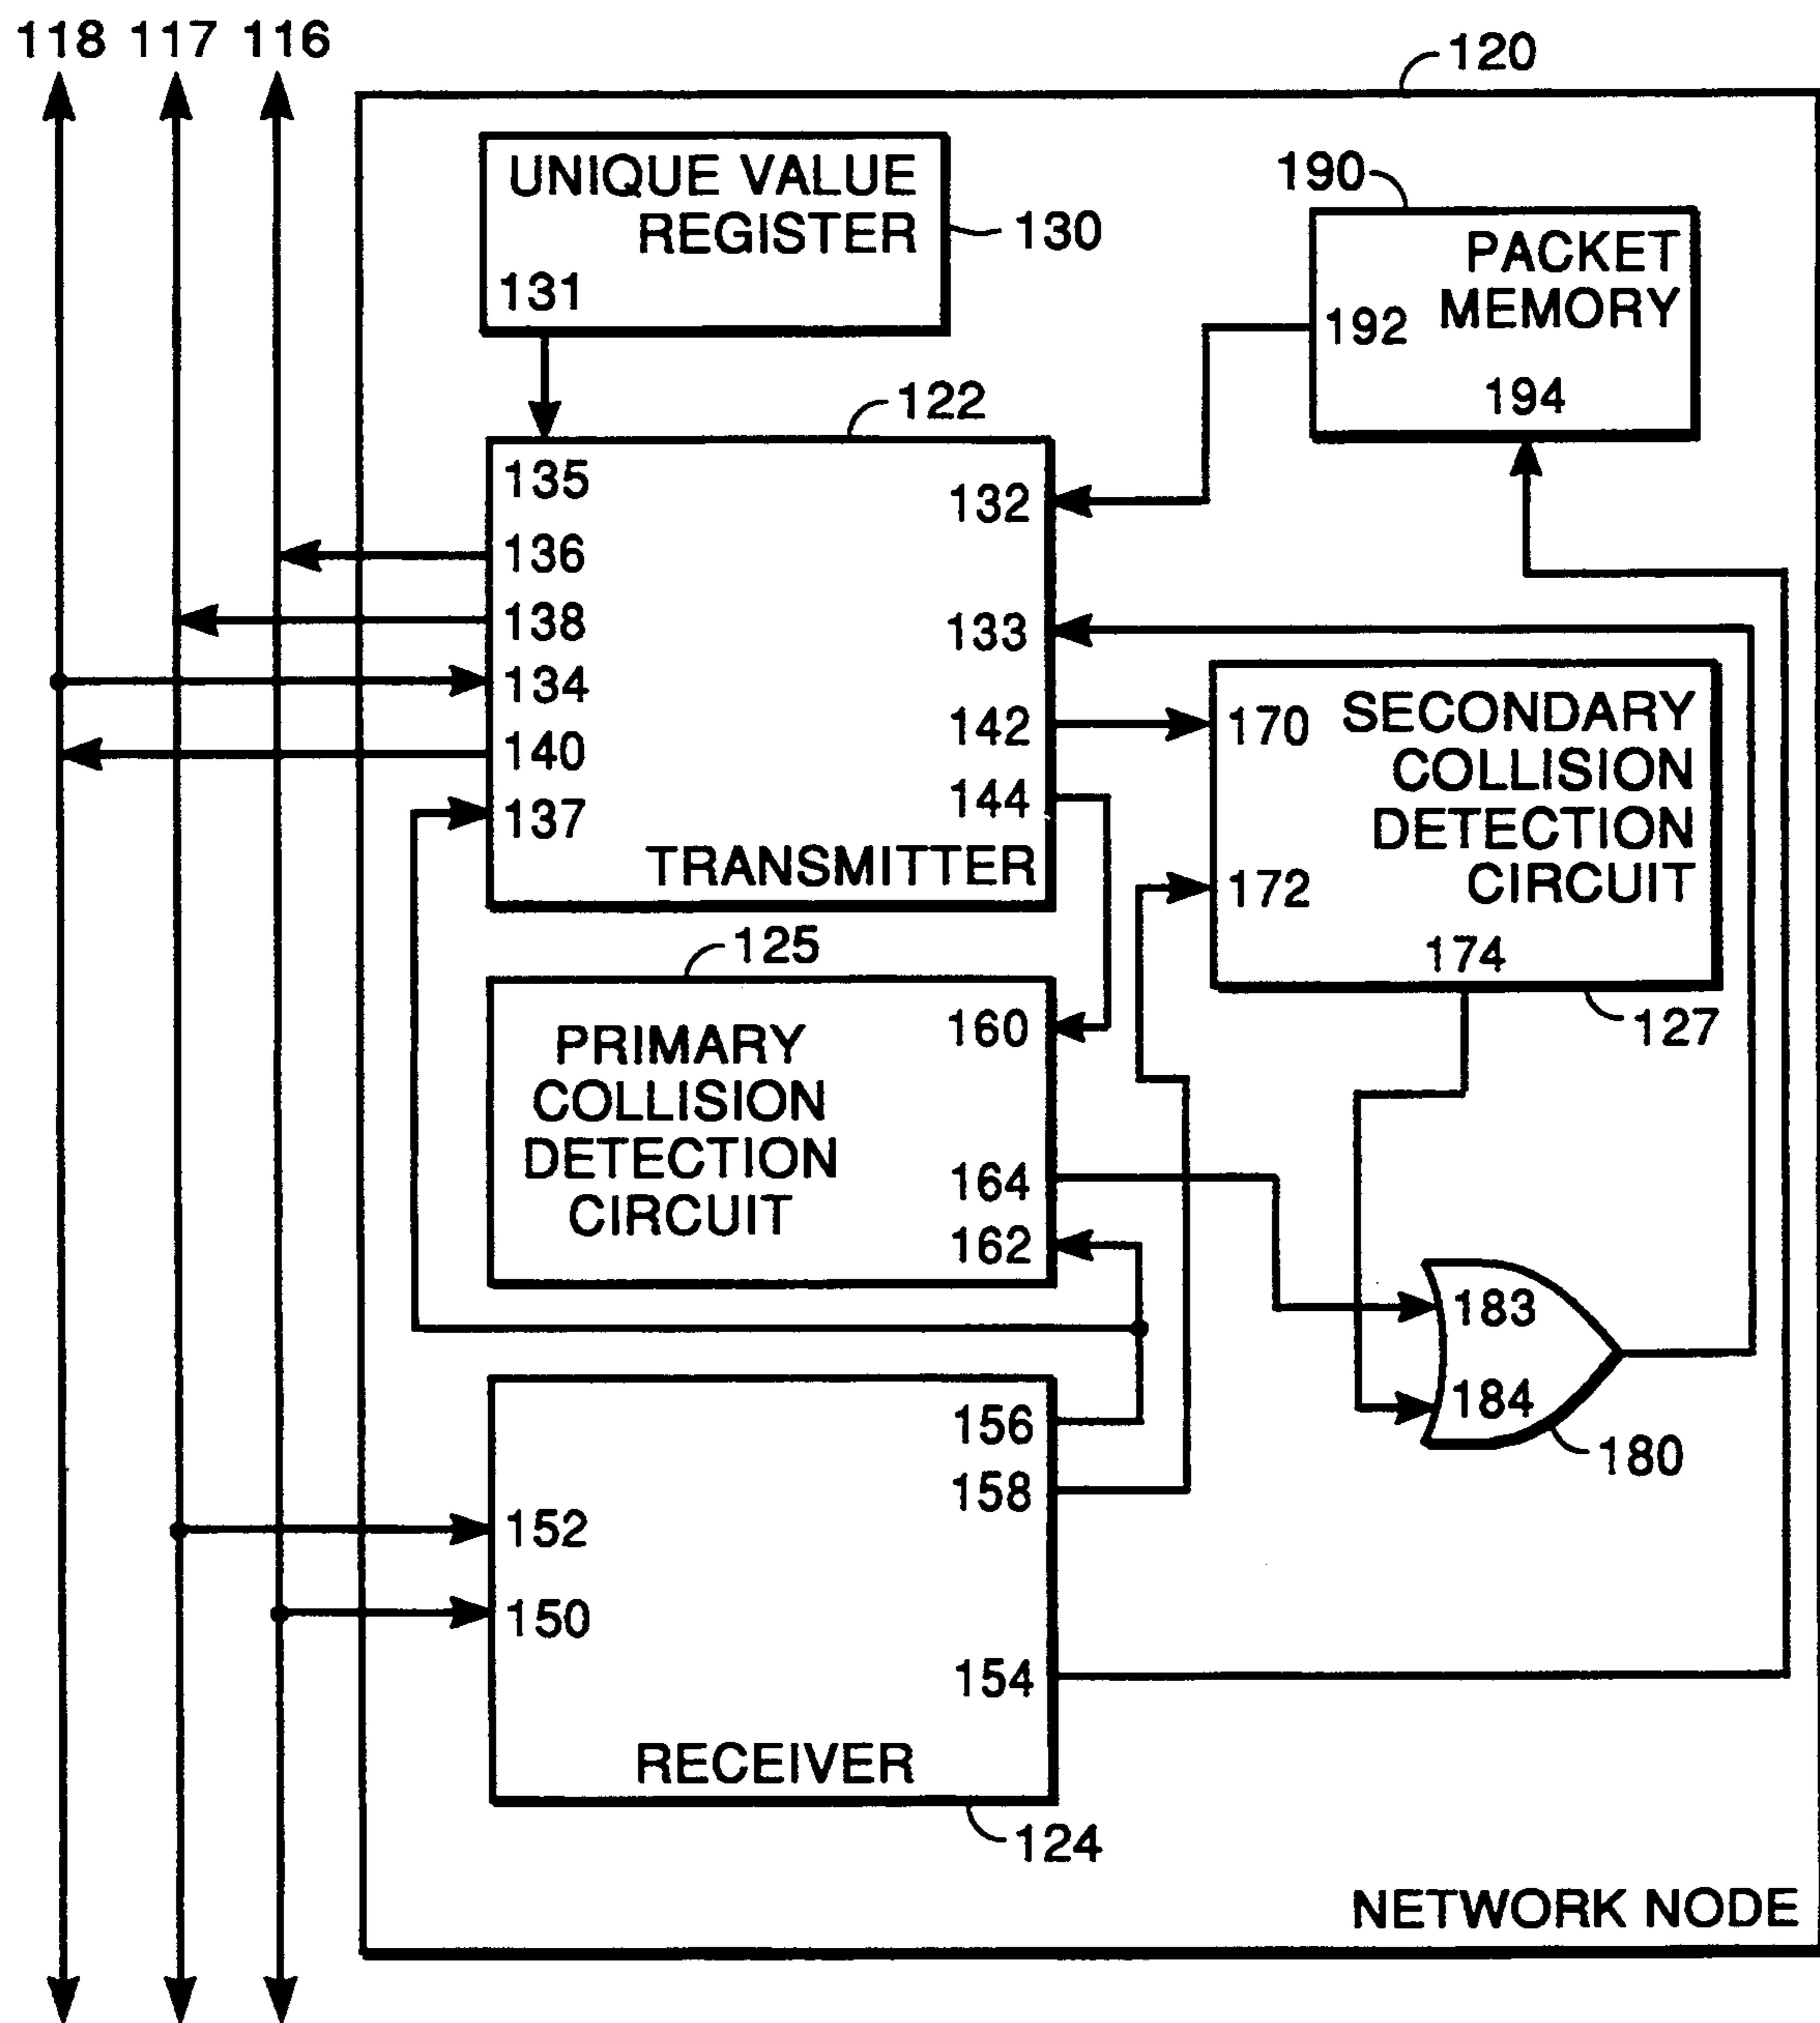 118 117 116
120
UNIQUE VALUE
REGISTER
130
131
190
PACKET
MEMORY
192
194
122
135
132
136
138
133
134
142
140
144
137
TRANSMITTER
170
SECONDARY
COLLISION
DETECTION
CIRCUIT
172
174
127
125
160
PRIMARY
COLLISION
DETECTION
CIRCUIT
164
162
183
184
180
156
158
152
150
154
RECEIVER
124
NETWORK NODE